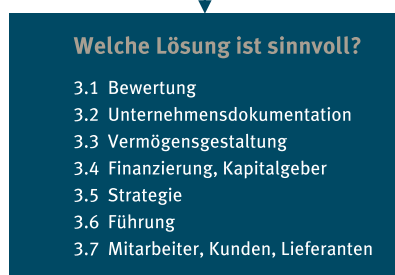 Welche Lösung ist sinnvoll?
3.1 Bewertung
3.2 Unternehmensdokumentation
3.3 Vermögensgestaltung
3.4 Finanzierung, Kapitalgeber
3.5 Strategie
3.6 Führung
3.7 Mitarbeiter, Kunden, Lieferanten